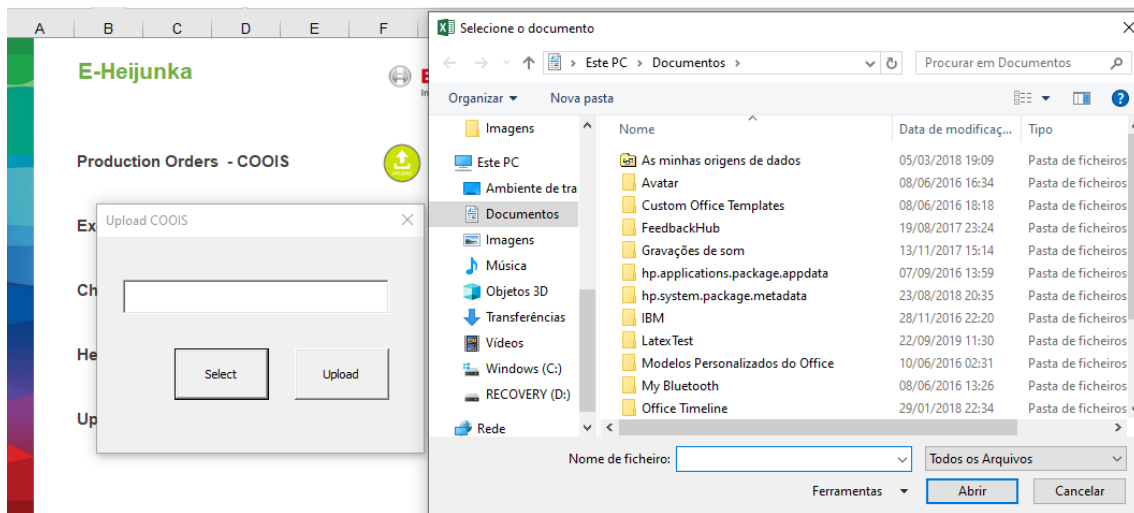 A B C D E F
E-Heijunka
Production Orders - COOIS
UPLOAD
Ex
Upload COOIS
Ch
He
Select Upload
Up
Selecione o documento
Este PC > Documentos >
Procurar em Documentos
Organizar Nova pasta
Imagens
Este PC
Ambiente de tra
Documentos
Imagens
Música
Objetos 3D
Transferências
Vídeos
Windows (C:)
RECOVERY (D:)
Rede
Nome Data de modificaç... Tipo
As minhas origens de dados 05/03/2018 19:09 Pasta de ficheiros
Avatar 08/06/2016 16:34 Pasta de ficheiros
Custom Office Templates 08/06/2016 18:18 Pasta de ficheiros
FeedbackHub 19/08/2017 23:24 Pasta de ficheiros
Gravações de som 13/11/2017 15:14 Pasta de ficheiros
hp.applications.package.appdata 07/09/2016 13:59 Pasta de ficheiros
hp.system.package.metadata 23/08/2018 20:35 Pasta de ficheiros
IBM 28/11/2016 22:20 Pasta de ficheiros
LatexTest 22/09/2019 11:30 Pasta de ficheiros
Modelos Personalizados do Office 10/06/2016 02:31 Pasta de ficheiros
My Bluetooth 08/06/2016 13:26 Pasta de ficheiros
Office Timeline 29/01/2018 22:34 Pasta de ficheiros
Nome de ficheiro: Todos os Arquivos
Ferramentas Abrir Cancelar